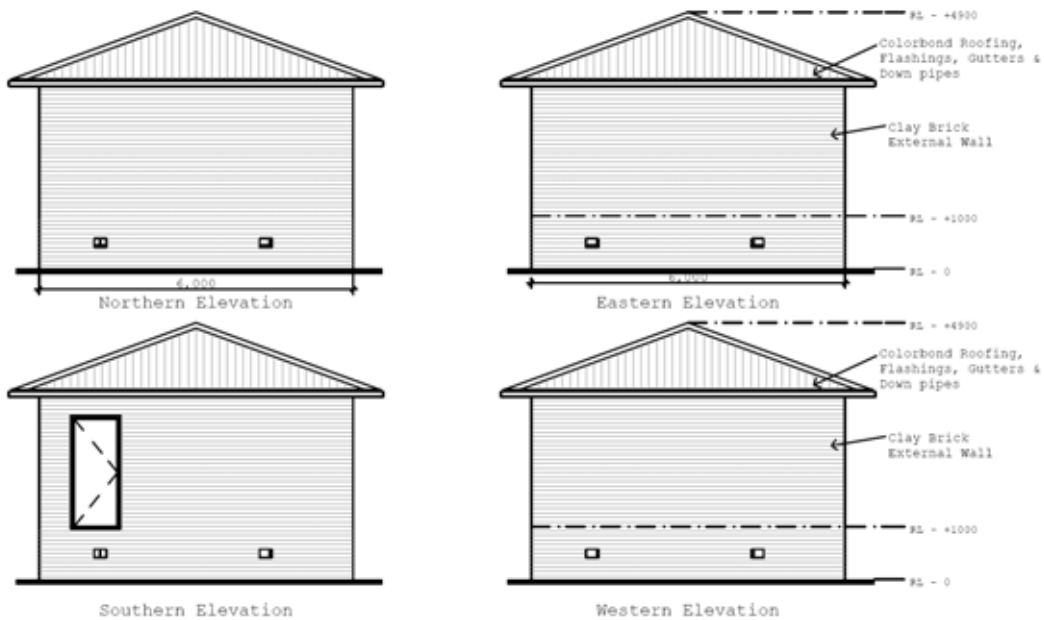 RL - +4900
Colorbond Roofing,
Flashings, Gutters &
Down pipes
Clay Brick
External Wall
RL - +1000
RL - 0
6,000
6,000
Northern Elevation
Eastern Elevation
RL - +4900
Colorbond Roofing,
Flashings, Gutters &
Down pipes
Clay Brick
External Wall
RL - +1000
RL - 0
Southern Elevation
Western Elevation